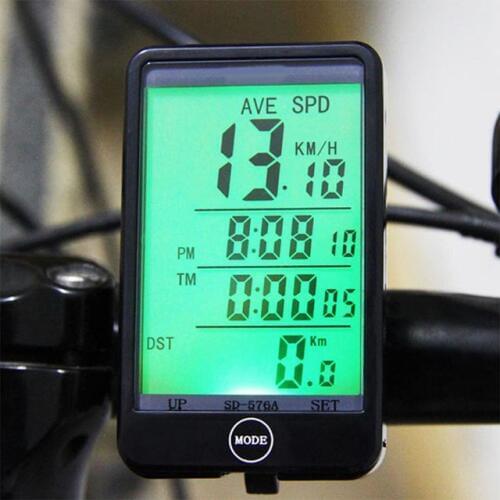 AVE SPD
13.10 KM/H
PM 8:08 10
TM 0:00 05
DST 0.0 Km
UP SD-576A SET
MODE